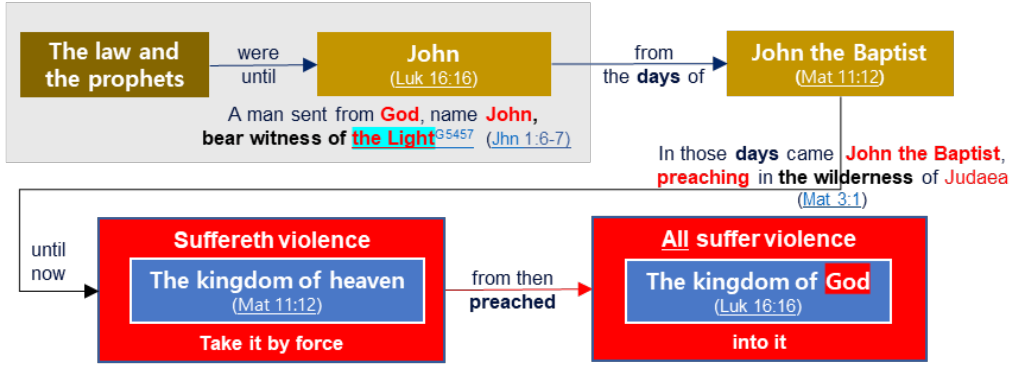 The law and
the prophets
were
until
John
(Luk 16:16)
from
the days of
John the Baptist
(Mat 11:12)
A man sent from God, name John,
bear witness of the LightG5457 (Jhn 1:6-7)
In those days came John the Baptist,
preaching in the wilderness of Judaea
(Mat 3:1)
until
now
Suffereth violence
The kingdom of heaven
(Mat 11:12)
Take it by force
from then
preached
All suffer violence
The kingdom of God
(Luk 16:16)
into it